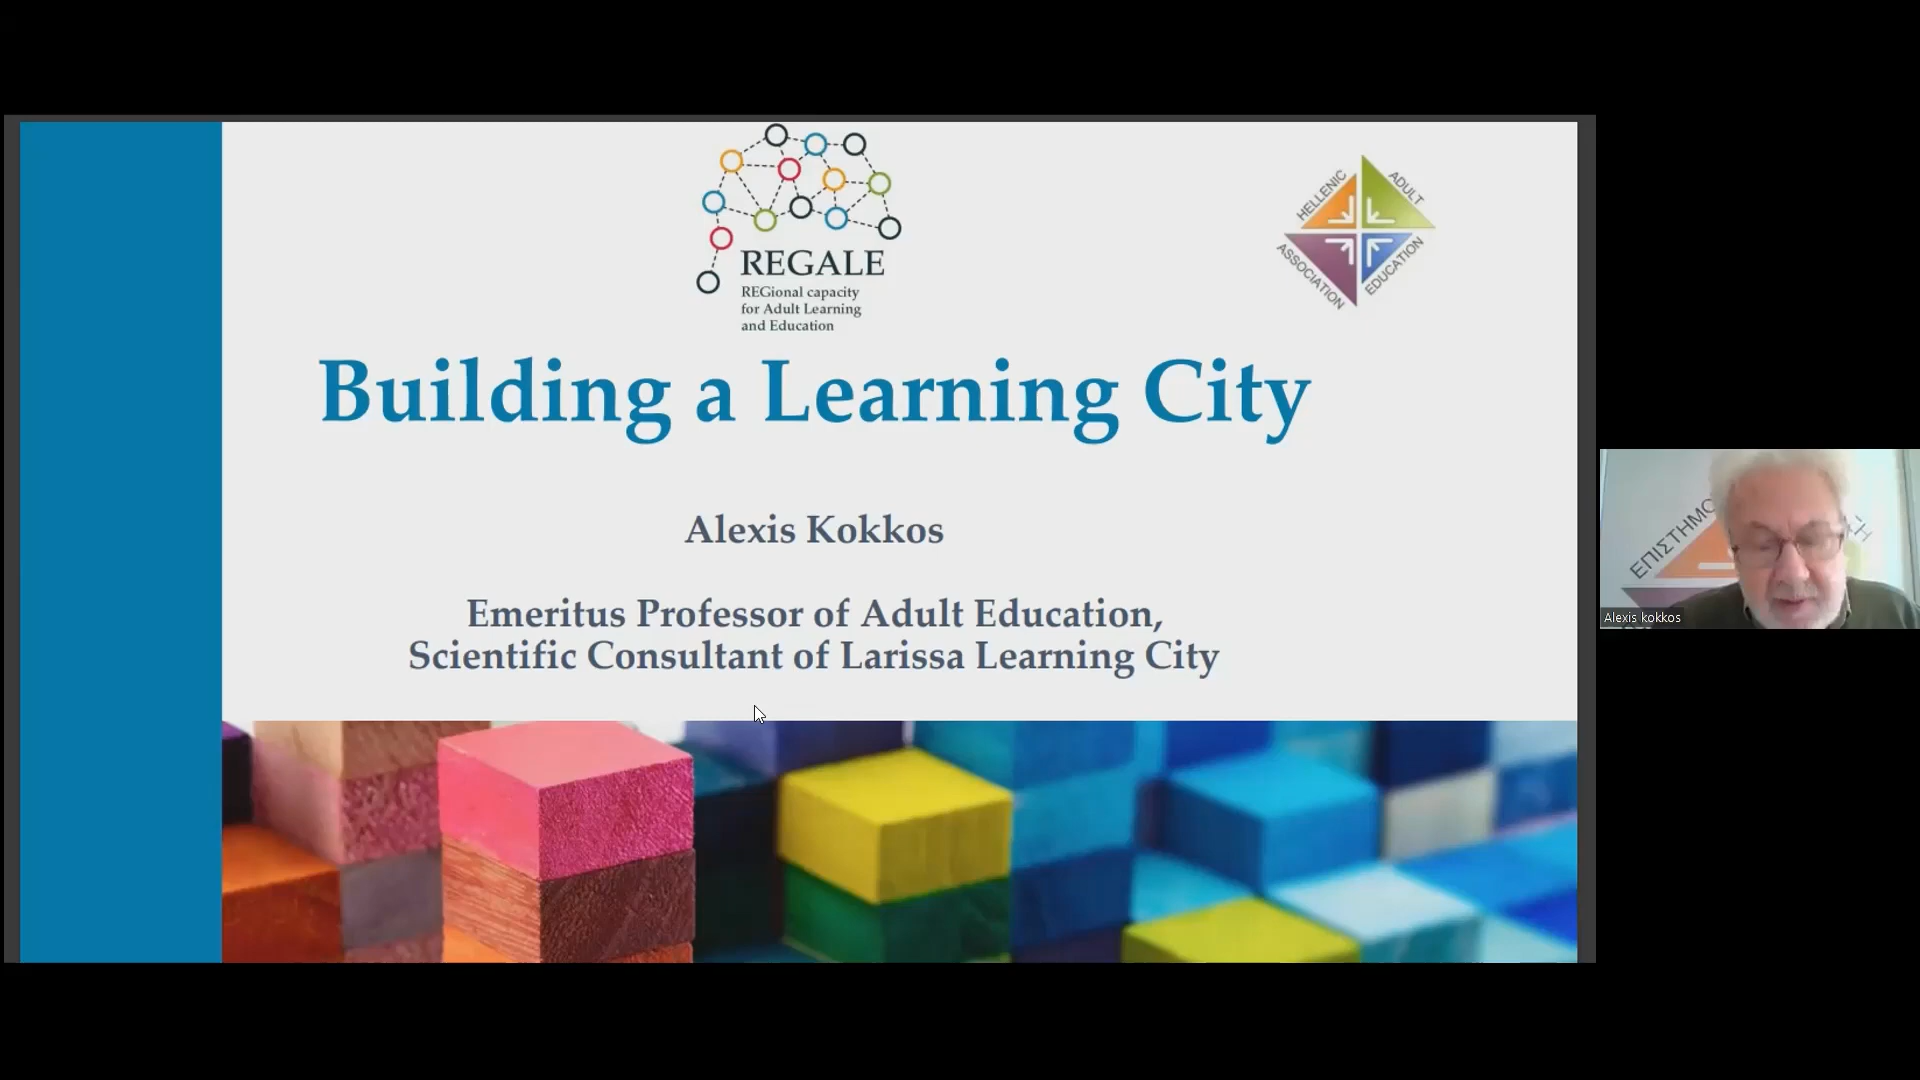 REGALE
REGional capacity
for Adult Learning
and Education
HELLENIC
ADULT
ASSOCIATION
EDUCATION
Building a Learning City
Alexis Kokkos
Emeritus Professor of Adult Education,
Scientific Consultant of Larissa Learning City
Alexis kokkos